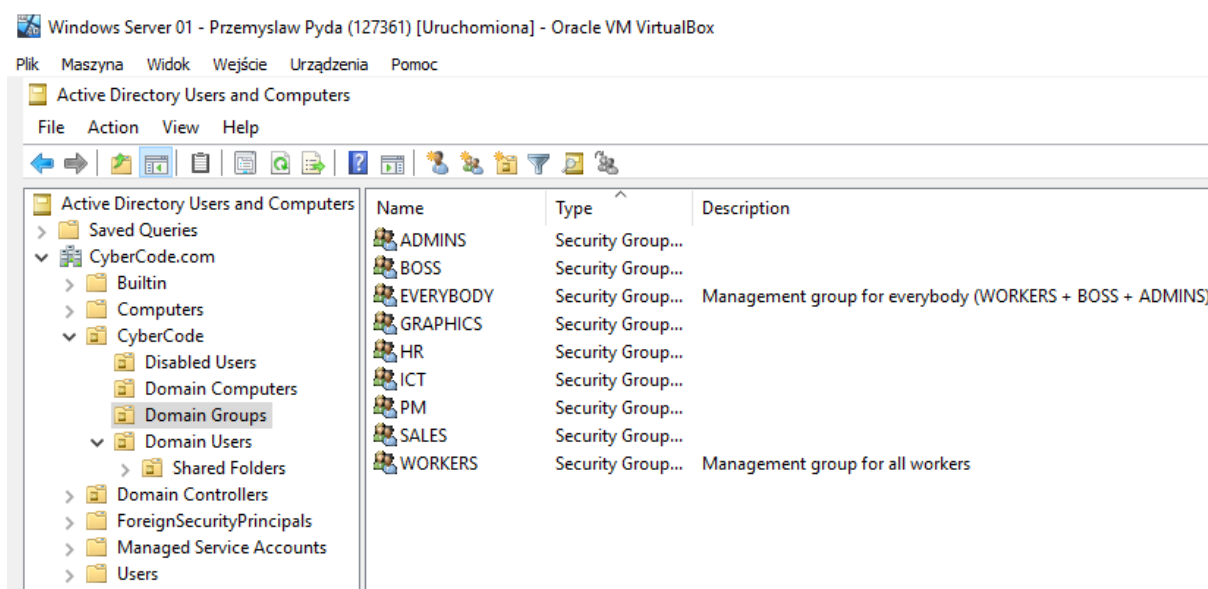 Windows Server 01 - Przemyslaw Pyda (127361) [Uruchomiona] - Oracle VM VirtualBox
Plik Maszyna Widok Wejście Urządzenia Pomoc
Active Directory Users and Computers
File Action View Help
Active Directory Users and Computers
Saved Queries
CyberCode.com
Builtin
Computers
CyberCode
Disabled Users
Domain Computers
Domain Groups
Domain Users
Shared Folders
Domain Controllers
ForeignSecurityPrincipals
Managed Service Accounts
Users
Name Type Description
ADMINS Security Group...
BOSS Security Group...
EVERYBODY Security Group... Management group for everybody (WORKERS + BOSS + ADMINS)
GRAPHICS Security Group...
HR Security Group...
ICT Security Group...
PM Security Group...
SALES Security Group...
WORKERS Security Group... Management group for all workers